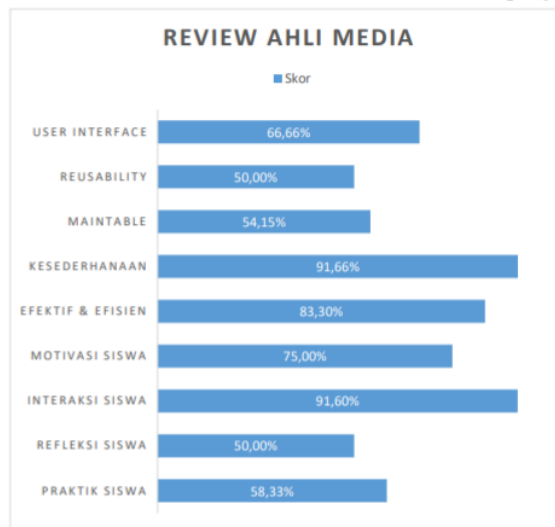 REVIEW AHLI MEDIA
Skor
USER INTERFACE 66,66%
REUSABILITY 50,00%
MAINTABLE 54,15%
KESEDERHANAAN 91,66%
EFEKTIF & EFISIEN 83,30%
MOTIVASI SISWA 75,00%
INTERAKSI SISWA 91,60%
REFLEKSI SISWA 50,00%
PRAKTIK SISWA 58,33%